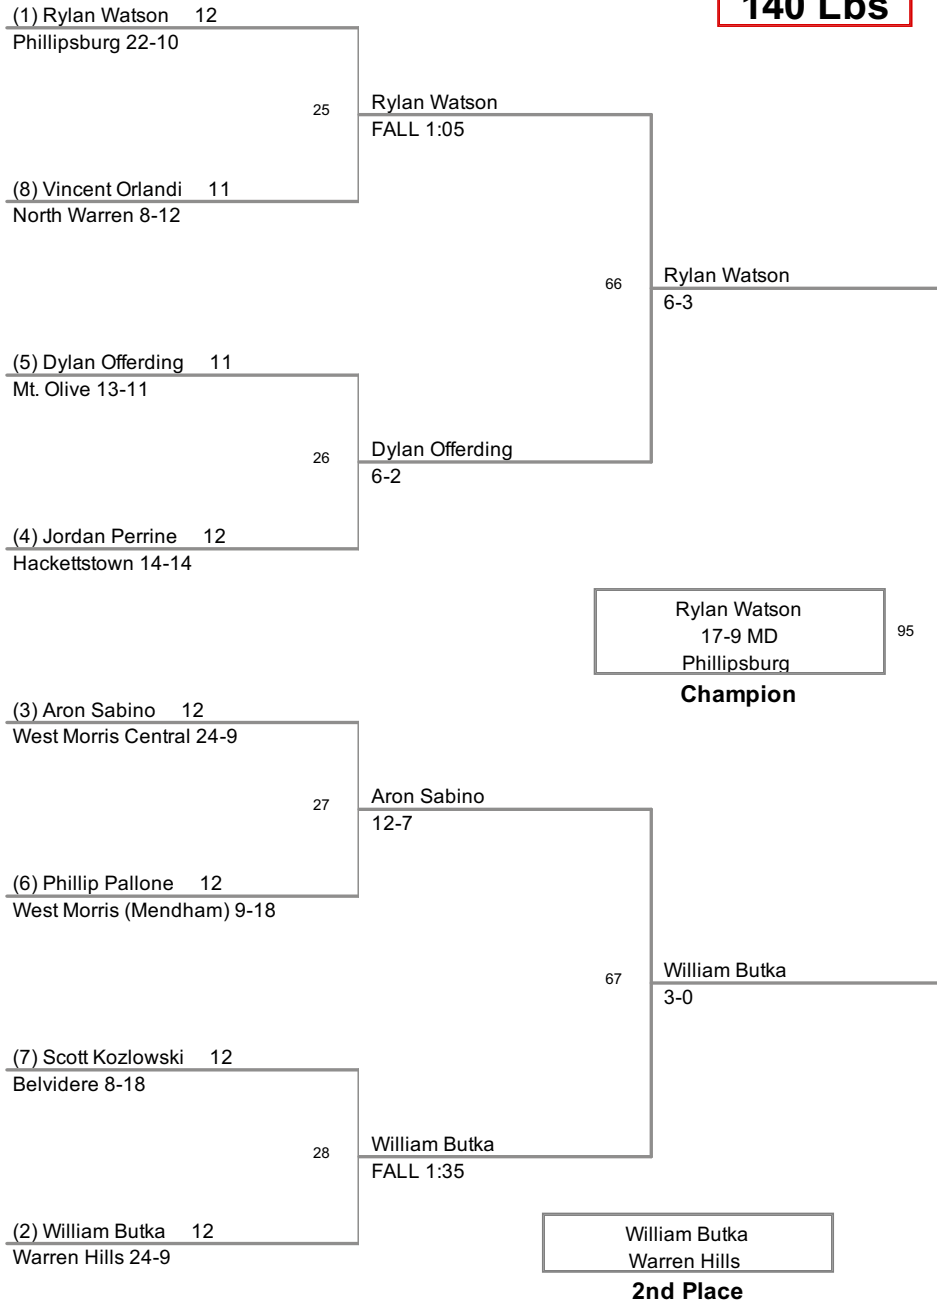 140 Lbs
(1) Rylan Watson 12
Phillipsburg 22-10
25
Rylan Watson
FALL 1:05
(8) Vincent Orlandi 11
North Warren 8-12
66
Rylan Watson
6-3
(5) Dylan Offerding 11
Mt. Olive 13-11
26
Dylan Offerding
6-2
(4) Jordan Perrine 12
Hackettstown 14-14
Rylan Watson
17-9 MD
Phillipsburg
95
Champion
(3) Aron Sabino 12
West Morris Central 24-9
27
Aron Sabino
12-7
(6) Phillip Pallone 12
West Morris (Mendham) 9-18
67
William Butka
3-0
(7) Scott Kozlowski 12
Belvidere 8-18
28
William Butka
FALL 1:35
(2) William Butka 12
Warren Hills 24-9
William Butka
Warren Hills
2nd Place